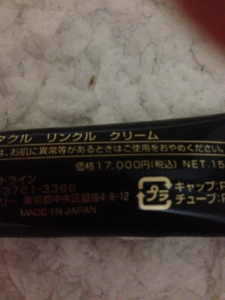 クル リンクル クリーム
は、お肌に異常等があるときはご使用をおやめください。
価格17,000円(税込) NET.15
トライン
-3761-3366
リー 東京都中央区銀座4-8-12
MADE IN JAPAN
プラ
キャップ:P
チューブ:P